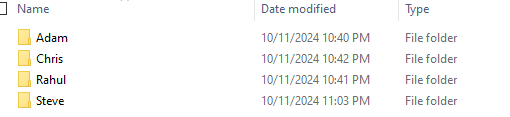 Name Date modified Type
Adam 10/11/2024 10:40 PM File folder
Chris 10/11/2024 10:42 PM File folder
Rahul 10/11/2024 10:41 PM File folder
Steve 10/11/2024 11:03 PM File folder